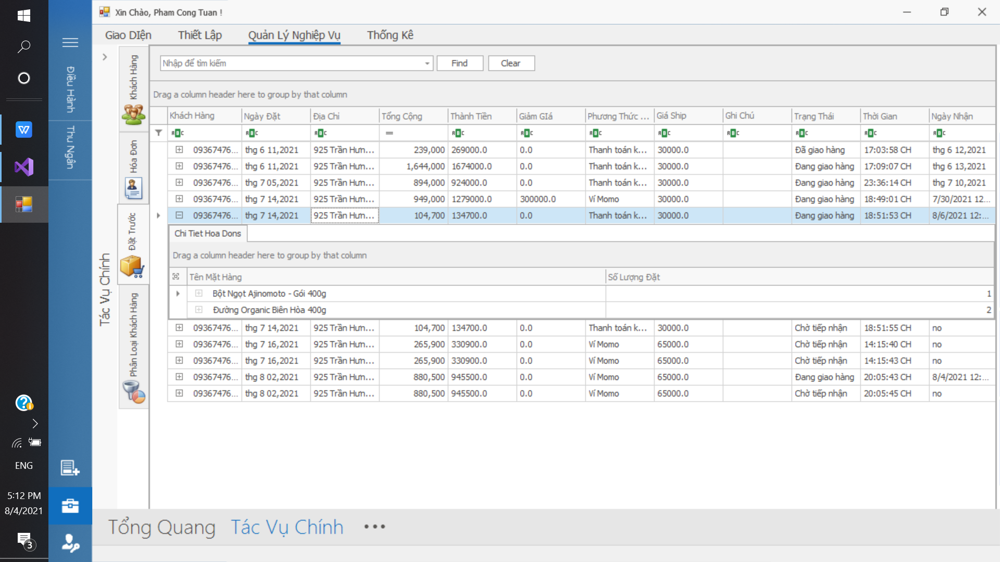 Xin Chào, Pham Cong Tuan !
Giao DIện Thiết Lập Quản Lý Nghiệp Vụ Thống Kê
Điều Hành
Thu Ngân
Tác Vụ Chính
Khách Hàng
Hóa Đơn
Đặt Trước
Phân Loại Khách Hàng
Nhập để tìm kiếm Find Clear
Drag a column header here to group by that column
Khách Hàng Ngày Đặt Địa Chỉ Tổng Cộng Thành Tiền Giảm GIá Phương Thức ... Giá Ship Ghi Chú Trạng Thái Thời Gian Ngày Nhận
ABC ABC ABC = ABC ABC ABC ABC ABC ABC ABC ABC
09367476... thg 6 11,2021 925 Trần Hưn... 239,000 269000.0 0.0 Thanh toán k... 30000.0 Đã giao hàng 17:03:58 CH thg 6 12,2021
09367476... thg 6 11,2021 925 Trần Hưn... 1,644,000 1674000.0 0.0 Thanh toán k... 30000.0 Đang giao hàng 17:09:07 CH thg 6 13,2021
09367476... thg 7 05,2021 925 Trần Hưn... 894,000 924000.0 0.0 Thanh toán k... 30000.0 Đang giao hàng 23:36:14 CH thg 7 10,2021
09367476... thg 7 14,2021 925 Trần Hưn... 949,000 1279000.0 300000.0 Ví Momo 30000.0 Đang giao hàng 18:49:01 CH 7/30/2021 12...
09367476... thg 7 14,2021 925 Trần Hưn... 104,700 134700.0 0.0 Thanh toán k... 30000.0 Đang giao hàng 18:51:53 CH 8/6/2021 12:...
Chi Tiet Hoa Dons
Drag a column header here to group by that column
Tên Mặt Hàng Số Lượng Đặt
Bột Ngọt Ajinomoto - Gói 400g 1
Đường Organic Biên Hòa 400g 2
09367476... thg 7 14,2021 925 Trần Hưn... 104,700 134700.0 0.0 Thanh toán k... 30000.0 Chờ tiếp nhận 18:51:55 CH no
09367476... thg 7 16,2021 925 Trần Hưn... 265,900 330900.0 0.0 Ví Momo 65000.0 Chờ tiếp nhận 14:15:40 CH no
09367476... thg 7 16,2021 925 Trần Hưn... 265,900 330900.0 0.0 Ví Momo 65000.0 Chờ tiếp nhận 14:15:43 CH no
09367476... thg 8 02,2021 925 Trần Hưn... 880,500 945500.0 0.0 Ví Momo 65000.0 Đang giao hàng 20:05:43 CH 8/4/2021 12:...
09367476... thg 8 02,2021 925 Trần Hưn... 880,500 945500.0 0.0 Ví Momo 65000.0 Chờ tiếp nhận 20:05:45 CH no
Tổng Quang Tác Vụ Chính •••
ENG
5:12 PM
8/4/2021
3